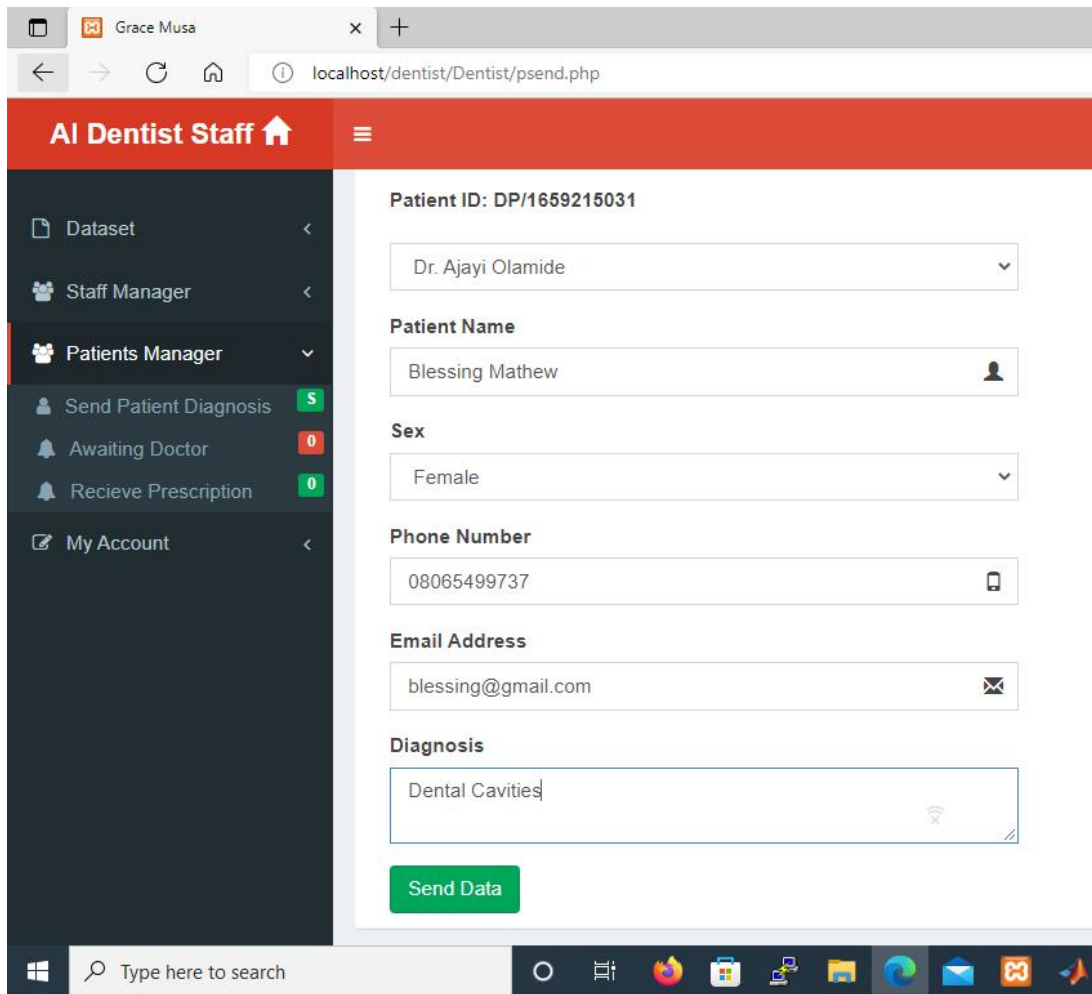 Grace Musa
localhost/dentist/Dentist/psend.php
AI Dentist Staff
Dataset
Staff Manager
Patients Manager
Send Patient Diagnosis S
Awaiting Doctor 0
Recieve Prescription 0
My Account
Patient ID: DP/1659215031
Dr. Ajayi Olamide
Patient Name
Blessing Mathew
Sex
Female
Phone Number
08065499737
Email Address
blessing@gmail.com
Diagnosis
Dental Cavities
Send Data
Type here to search